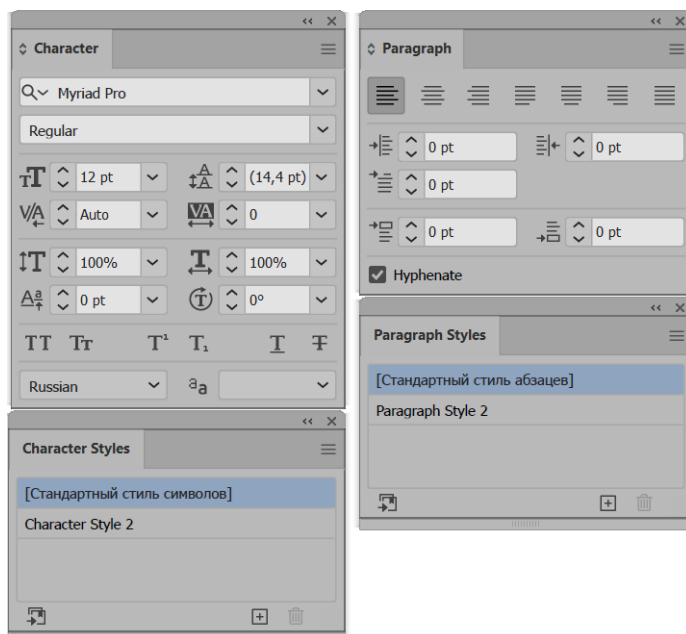 Character
Myriad Pro
Regular
12 pt
(14,4 pt)
Auto
0
100%
100%
0 pt
0°
Russian
Character Styles
[Стандартный стиль символов]
Character Style 2
Paragraph
0 pt
0 pt
0 pt
0 pt
0 pt
Hyphenate
Paragraph Styles
[Стандартный стиль абзацев]
Paragraph Style 2